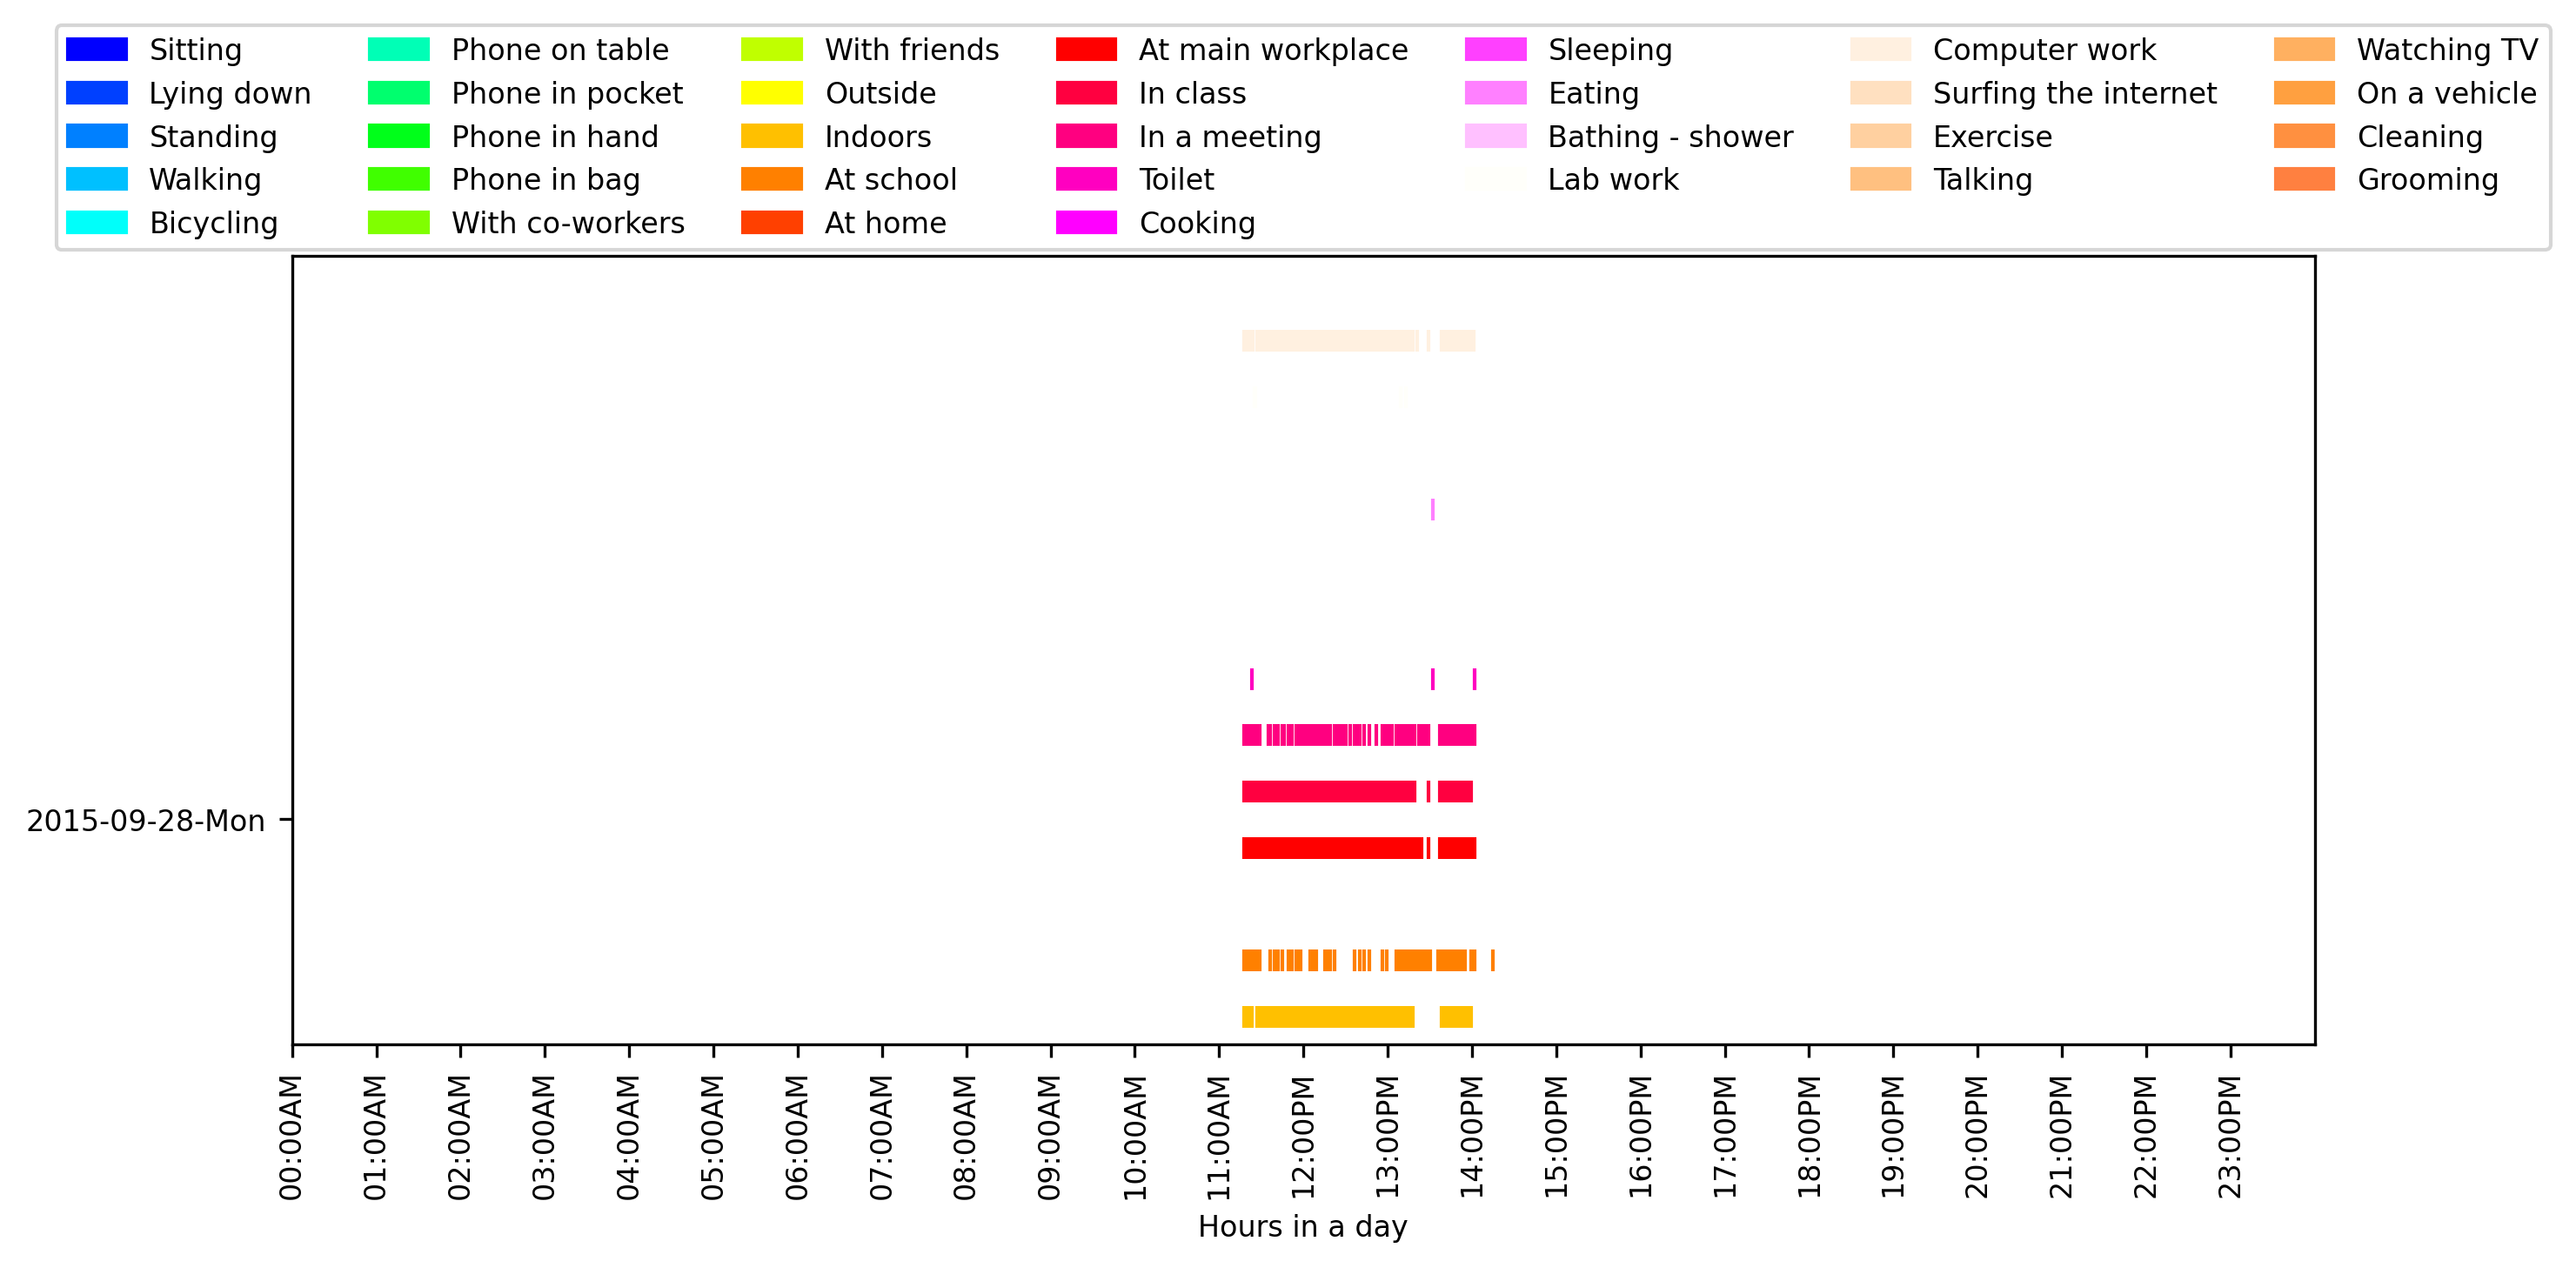 Sitting
Lying down
Standing
Walking
Bicycling
Phone on table
Phone in pocket
Phone in hand
Phone in bag
With co-workers
With friends
Outside
Indoors
At school
At home
At main workplace
In class
In a meeting
Toilet
Cooking
Sleeping
Eating
Bathing - shower
Lab work
Computer work
Surfing the internet
Exercise
Talking
Watching TV
On a vehicle
Cleaning
Grooming
2015-09-28-Mon
00:00AM
01:00AM
02:00AM
03:00AM
04:00AM
05:00AM
06:00AM
07:00AM
08:00AM
09:00AM
10:00AM
11:00AM
12:00PM
13:00PM
14:00PM
15:00PM
16:00PM
17:00PM
18:00PM
19:00PM
20:00PM
21:00PM
22:00PM
23:00PM
Hours in a day